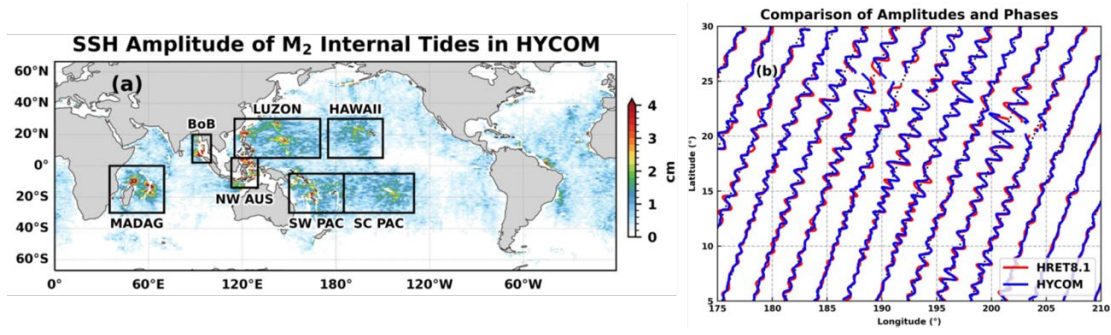 SSH Amplitude of M₂ Internal Tides in HYCOM
60°N
40°N
20°N
0°
20°S
40°S
60°S
(a)
BoB
LUZON
HAWAII
MADAG
NW AUS
SW PAC
SC PAC
0°
60°E
120°E
180°
120°W
60°W
4
3
2
1
0
cm
Comparison of Amplitudes and Phases
30
25
20
15
10
5
Latitude (°)
(b)
HRET8.1
HYCOM
175
180
185
190
195
200
205
210
Longitude (°)